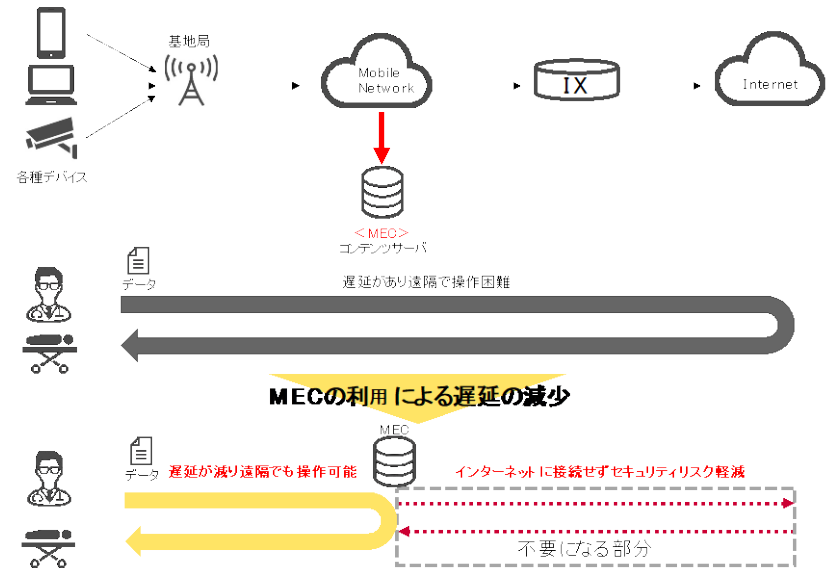 基地局
Mobile
Network
IX
Internet
各種デバイス
＜MEC＞
コンテンツサーバ
データ
遅延があり遠隔で操作困難
MECの利用による遅延の減少
MEC
データ
遅延が減り遠隔でも操作可能
インターネットに接続せずセキュリティリスク軽減
不要になる部分